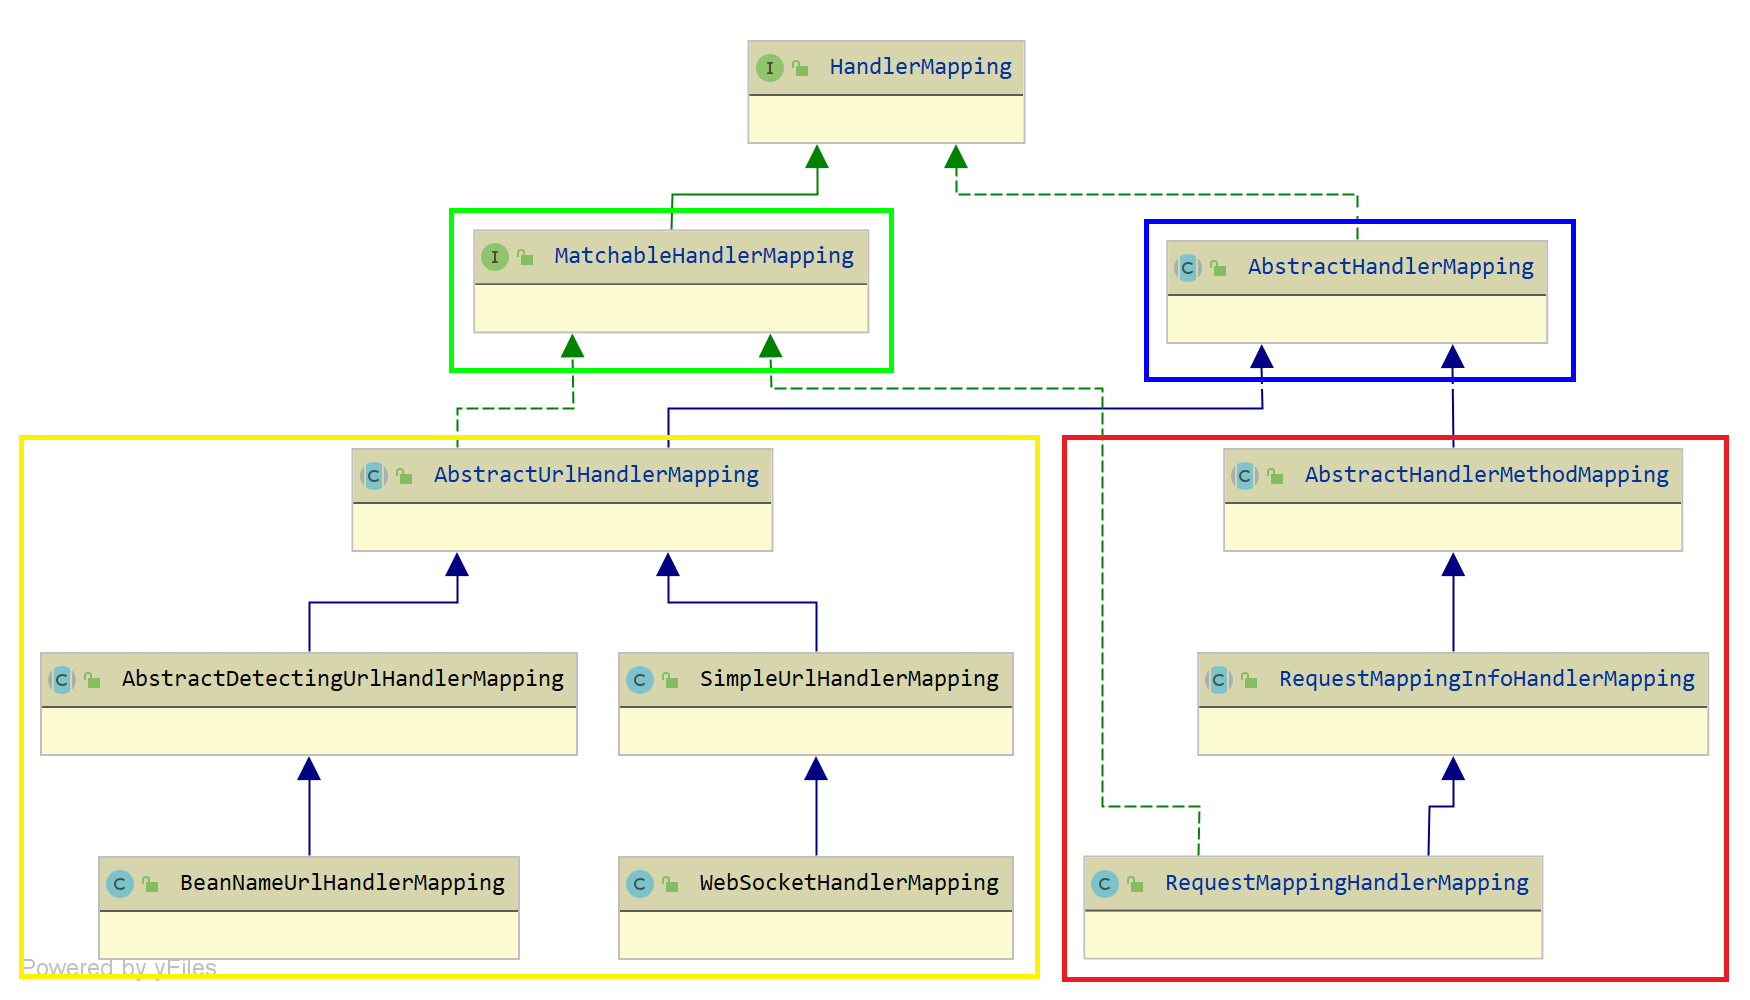 I HandlerMapping
I MatchableHandlerMapping
C AbstractHandlerMapping
C AbstractUrlHandlerMapping
C AbstractHandlerMethodMapping
C AbstractDetectingUrlHandlerMapping
C SimpleUrlHandlerMapping
C RequestMappingInfoHandlerMapping
C BeanNameUrlHandlerMapping
C WebSocketHandlerMapping
C RequestMappingHandlerMapping
Powered by yFiles